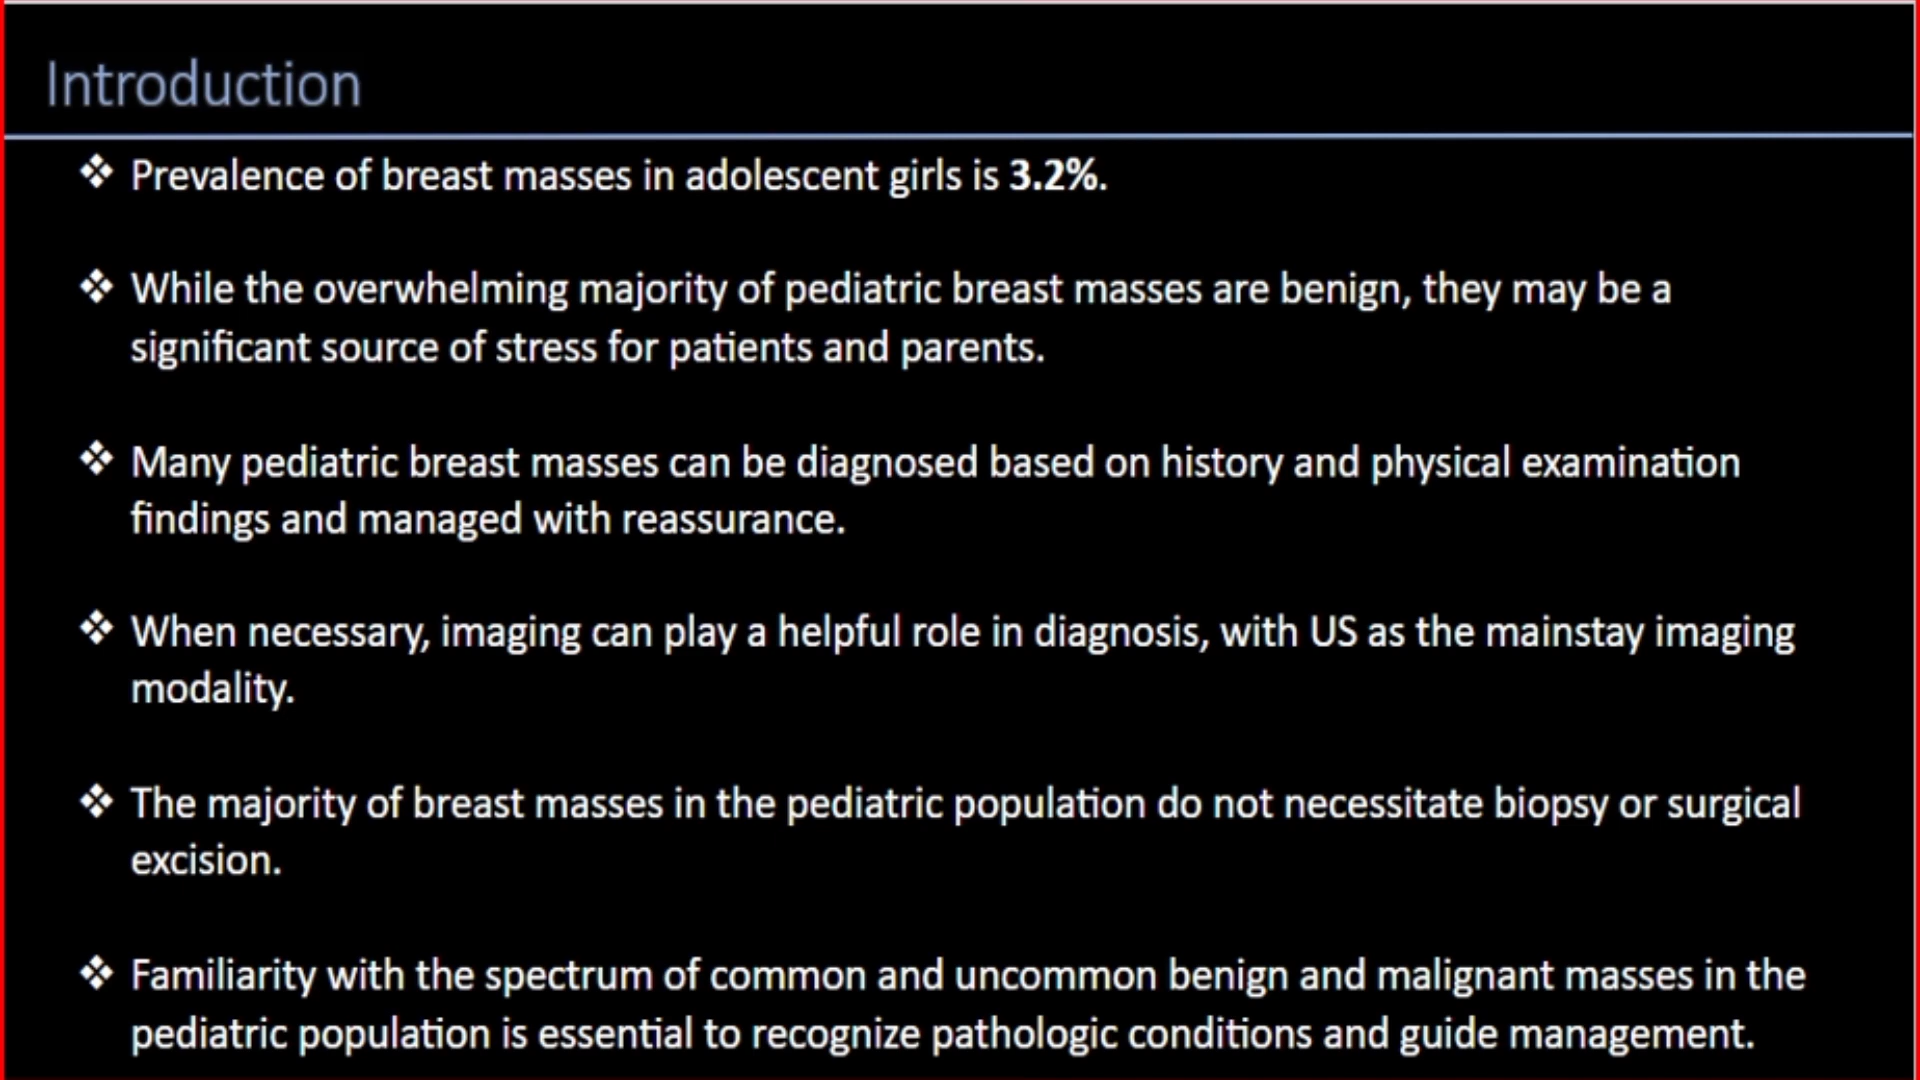 Introduction
❖ Prevalence of breast masses in adolescent girls is 3.2%.
❖ While the overwhelming majority of pediatric breast masses are benign, they may be a
significant source of stress for patients and parents.
❖ Many pediatric breast masses can be diagnosed based on history and physical examination
findings and managed with reassurance.
❖ When necessary, imaging can play a helpful role in diagnosis, with US as the mainstay imaging
modality.
❖ The majority of breast masses in the pediatric population do not necessitate biopsy or surgical
excision.
❖ Familiarity with the spectrum of common and uncommon benign and malignant masses in the
pediatric population is essential to recognize pathologic conditions and guide management.